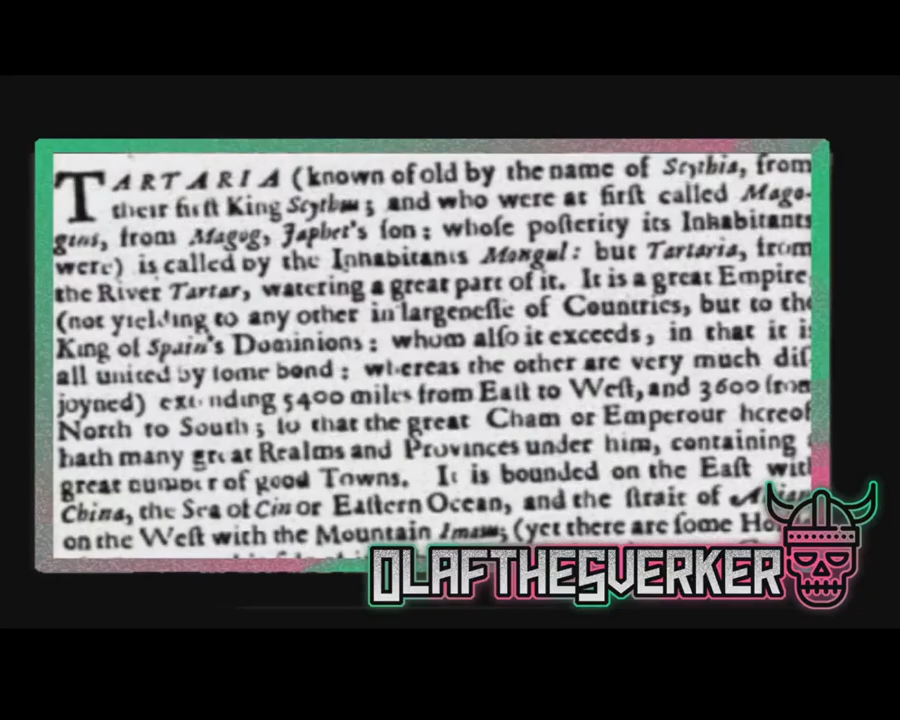 TARTARIA (known of old by the name of Scythia, from
their first King Scythus; and who were at first called Mago-
gins, from Magog, Japhet's son: whose posterity its Inhabitants
were) is called by the Innabitants Mongul: but Tartaria, from
the River Tartar, watering a great part of it. It is a great Empire
(not yielding to any other in largenesse of Countries, but to the
King of Spain's Dominions: whom also it exceeds, in that it is
all united by some bond: whereas the other are very much dis-
joyned) extending 5400 miles from East to West, and 3600 from
North to South; so that the great Cham or Emperour hereof
hath many great Realms and Provinces under him, containing a
great number of good Towns. It is bounded on the East with
China, the Sea of Cin or Eastern Ocean, and the strait of
on the West with the Mountain Imaus; (yet there are some
OLAFTHESVERKER